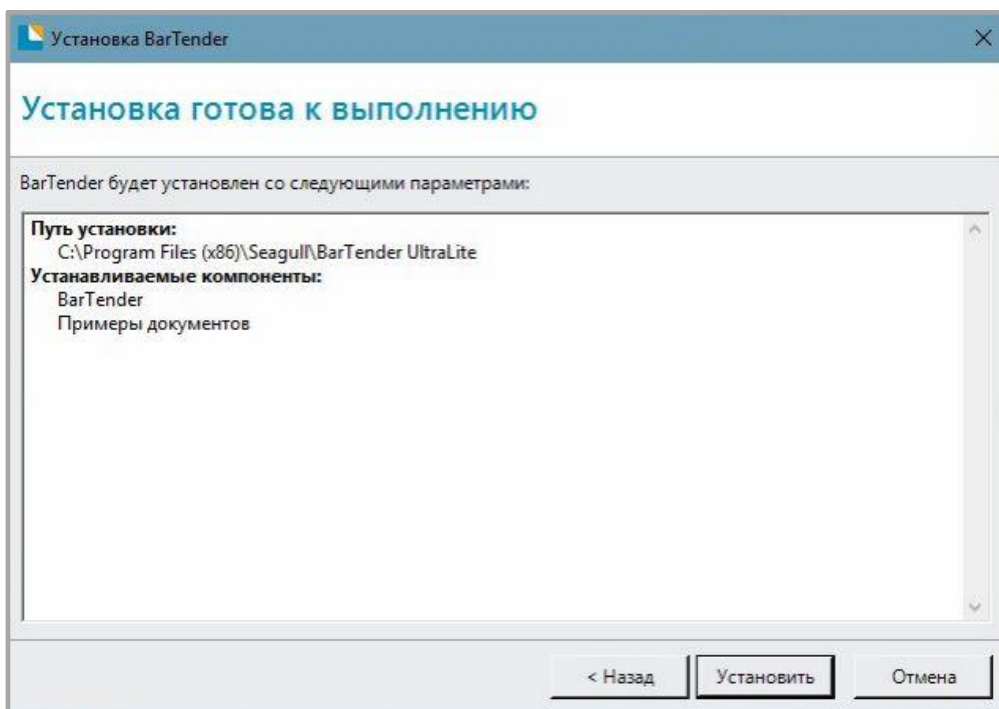 Установка BarTender
Установка готова к выполнению
BarTender будет установлен со следующими параметрами:
Путь установки:
C:\Program Files (x86)\Seagull\BarTender UltraLite
Устанавливаемые компоненты:
BarTender
Примеры документов
< Назад
Установить
Отмена